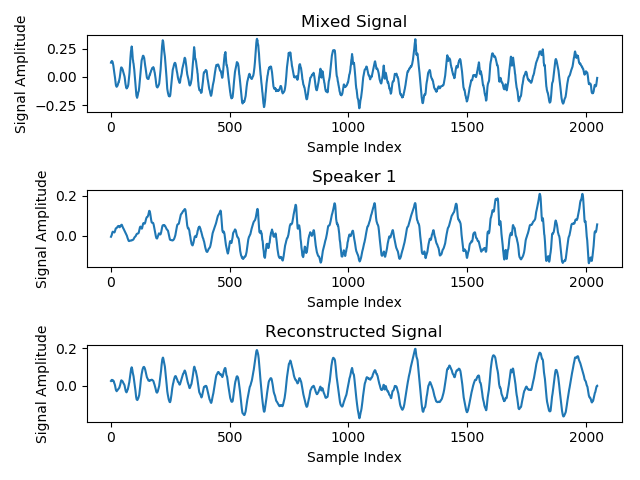 Mixed Signal
Signal Amplitude
0.25
0.00
−0.25
0 500 1000 1500 2000
Sample Index
Speaker 1
Signal Amplitude
0.2
0.0
0 500 1000 1500 2000
Sample Index
Reconstructed Signal
Signal Amplitude
0.2
0.0
0 500 1000 1500 2000
Sample Index